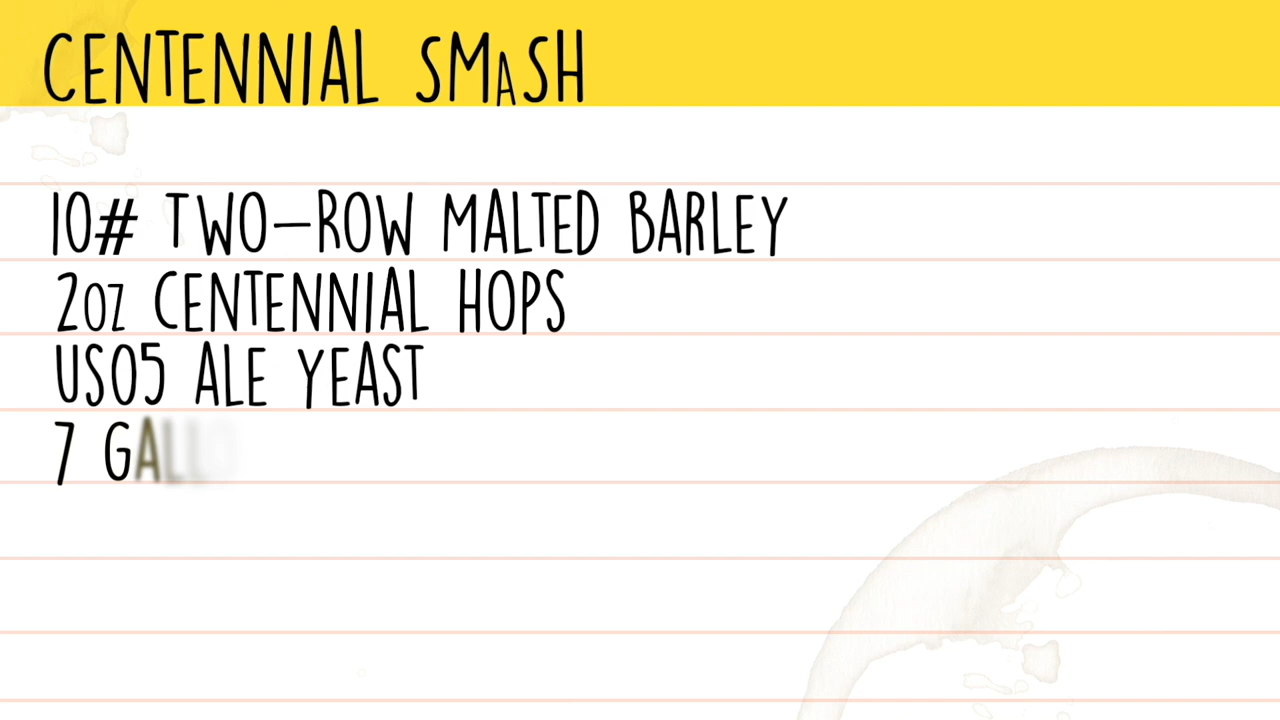 CENTENNIAL SMaSH
10# TWO-ROW MALTED BARLEY
2oz CENTENNIAL HOPS
US05 ALE YEAST
7